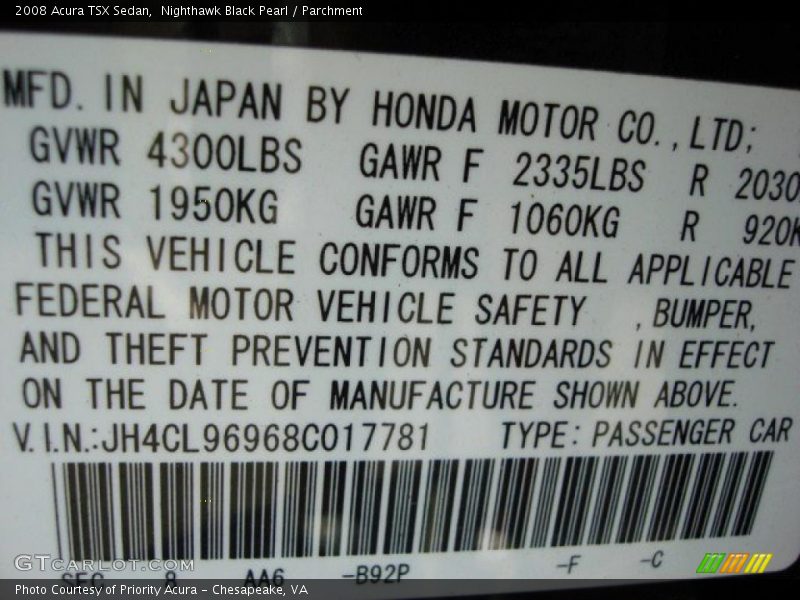 2008 Acura TSX Sedan,  Nighthawk Black Pearl / Parchment
MFD. IN JAPAN BY HONDA MOTOR CO.,LTD;
GVWR 4300LBS GAWR F 2335LBS R 2030
GVWR 1950KG GAWR F 1060KG R 920K
THIS VEHICLE CONFORMS TO ALL APPLICABLE
FEDERAL MOTOR VEHICLE SAFETY ,BUMPER,
AND THEFT PREVENTION STANDARDS IN EFFECT
ON THE DATE OF MANUFACTURE SHOWN ABOVE.
V.I.N.:JH4CL96968C017781 TYPE: PASSENGER CAR
SEC 8 AA6 -B92P -F -C
GTCarLot.com
Photo Courtesy of Priority Acura – Chesapeake, VA